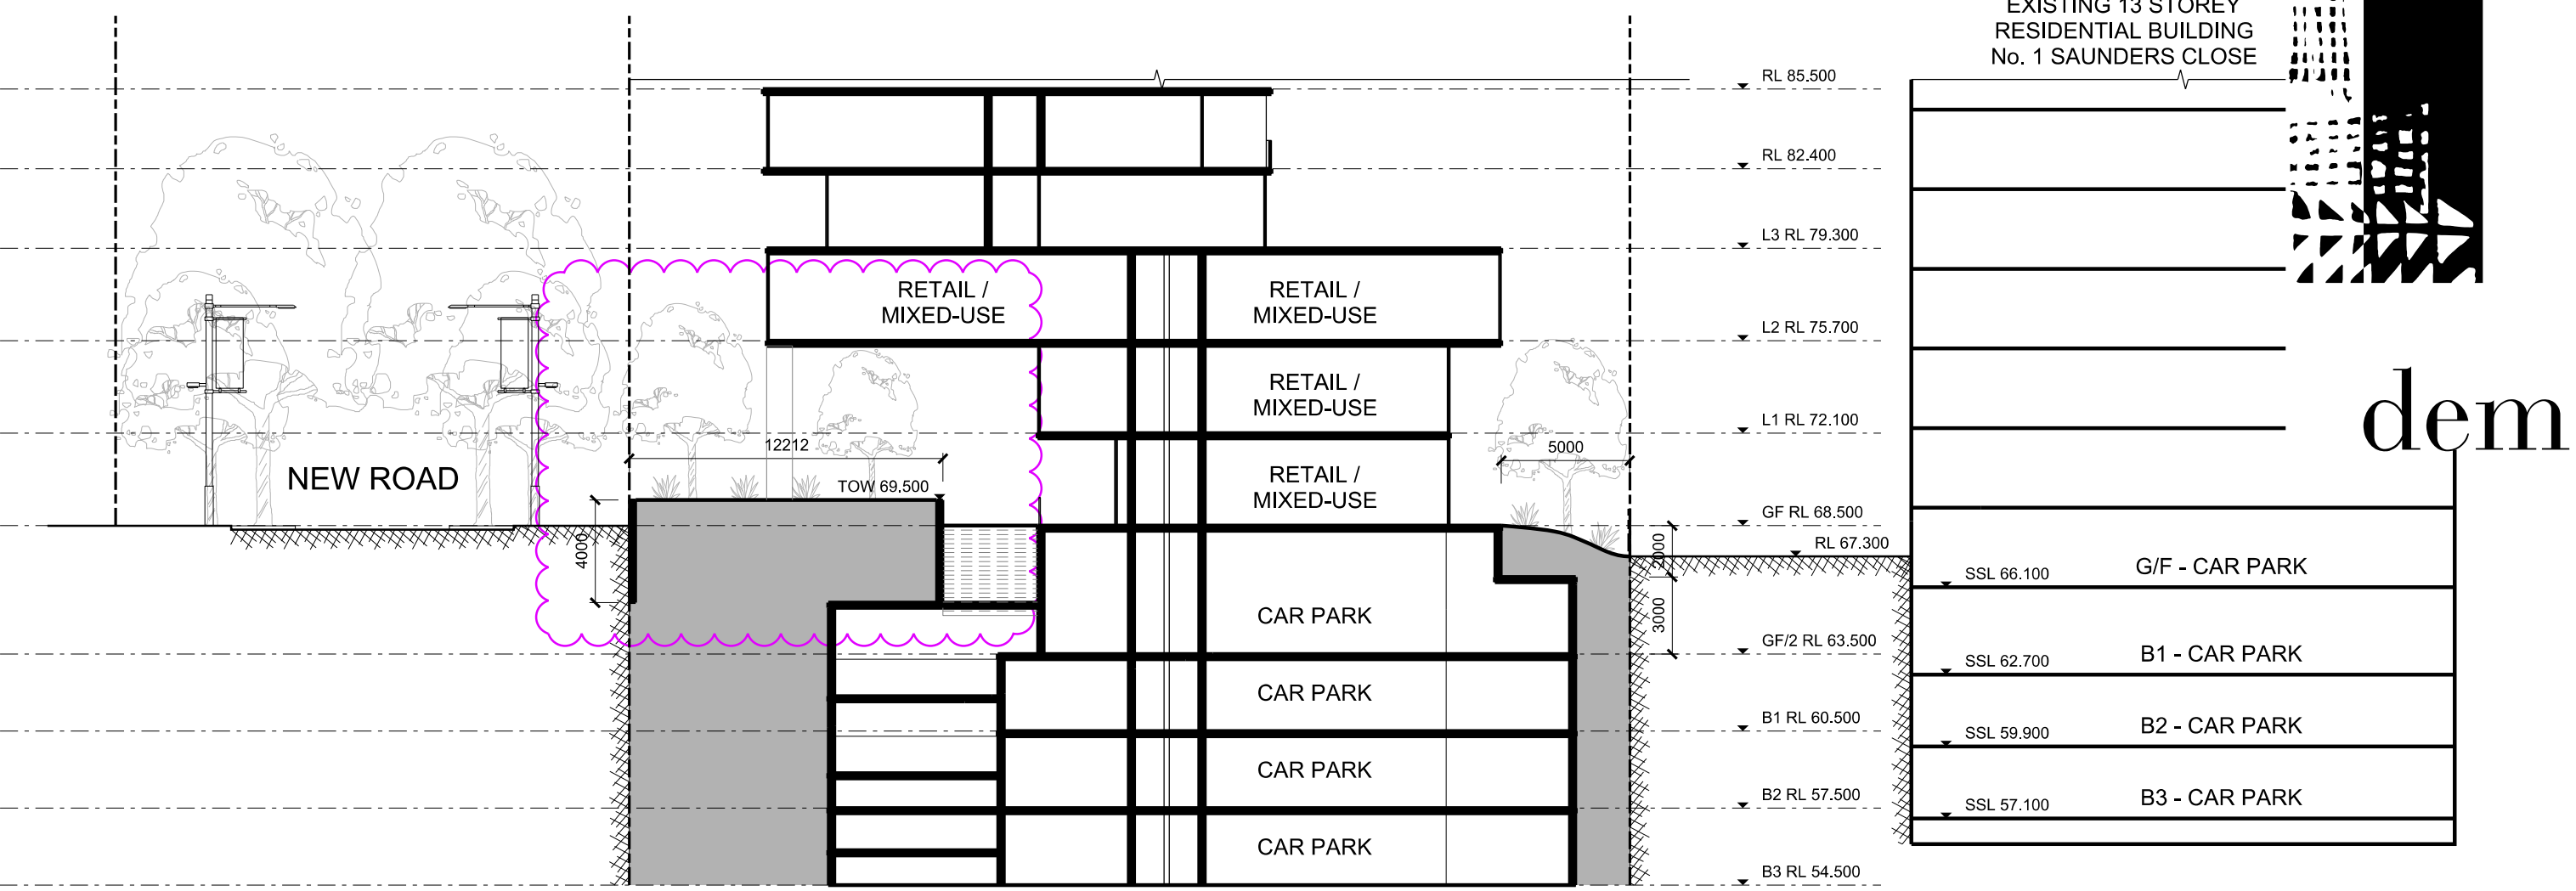 EXISTING 13 STOREY
RESIDENTIAL BUILDING
No. 1 SAUNDERS CLOSE
RL 85.500
RL 82.400
L3 RL 79.300
RETAIL /
MIXED-USE
RETAIL /
MIXED-USE
L2 RL 75.700
RETAIL /
MIXED-USE
dem
L1 RL 72.100
12212
5000
NEW ROAD
RETAIL /
MIXED-USE
TOW 69.500
GF RL 68.500
RL 67.300
4000
2000
G/F - CAR PARK
SSL 66.100
CAR PARK
3000
GF/2 RL 63.500
B1 - CAR PARK
SSL 62.700
CAR PARK
B1 RL 60.500
B2 - CAR PARK
SSL 59.900
CAR PARK
B2 RL 57.500
B3 - CAR PARK
SSL 57.100
CAR PARK
B3 RL 54.500